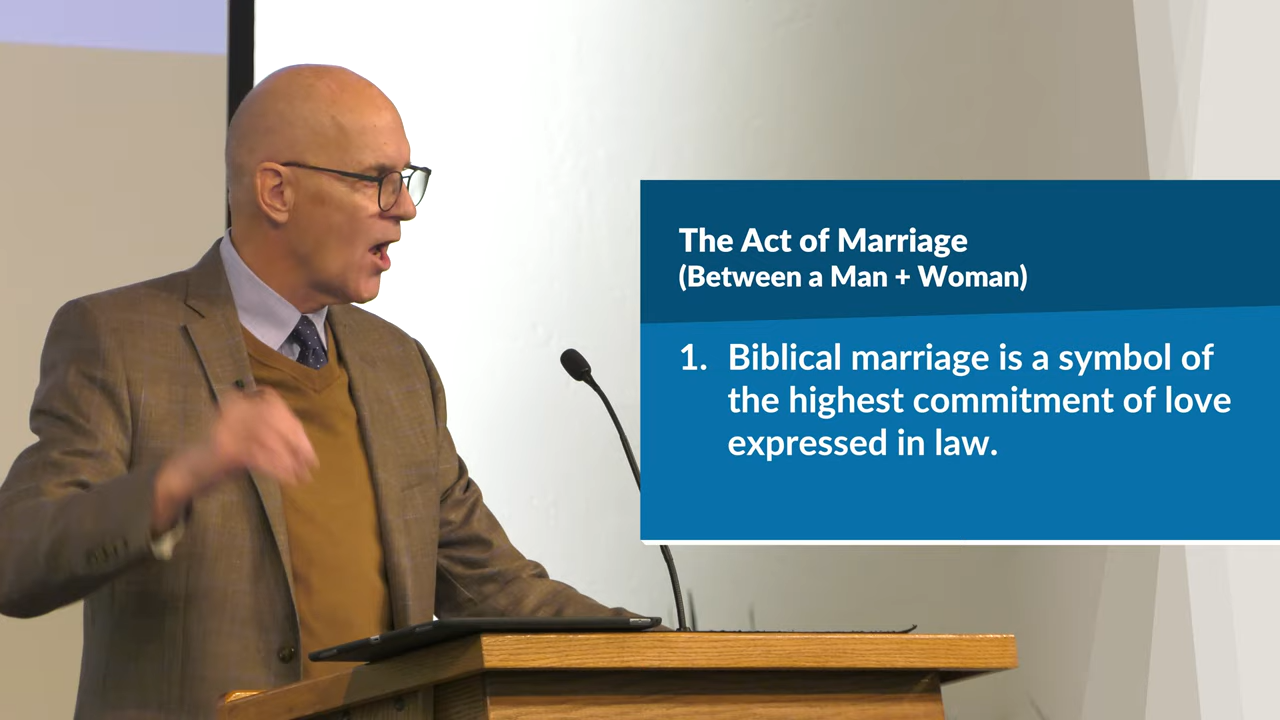 The Act of Marriage
(Between a Man + Woman)
1. Biblical marriage is a symbol of
the highest commitment of love
expressed in law.